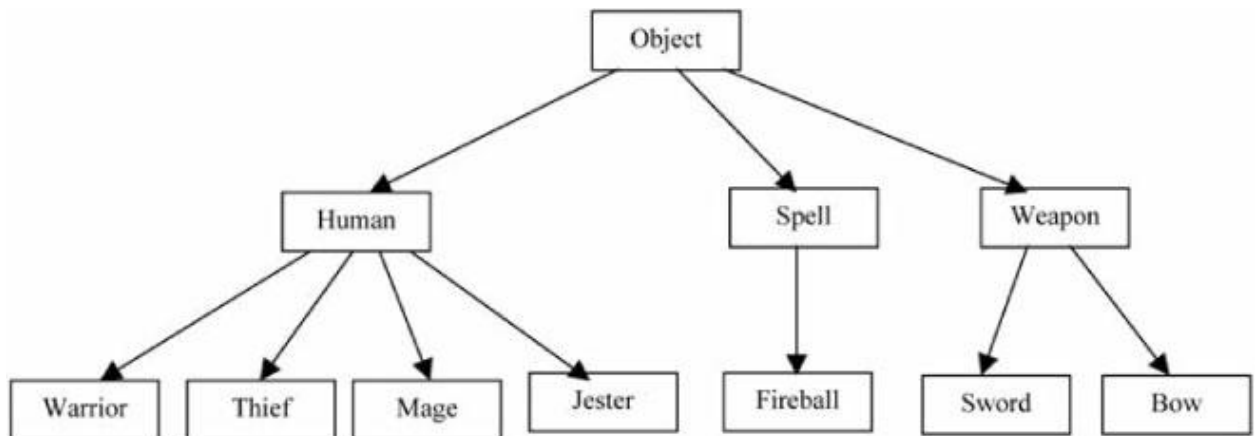 Object
Human
Spell
Weapon
Warrior
Thief
Mage
Jester
Fireball
Sword
Bow